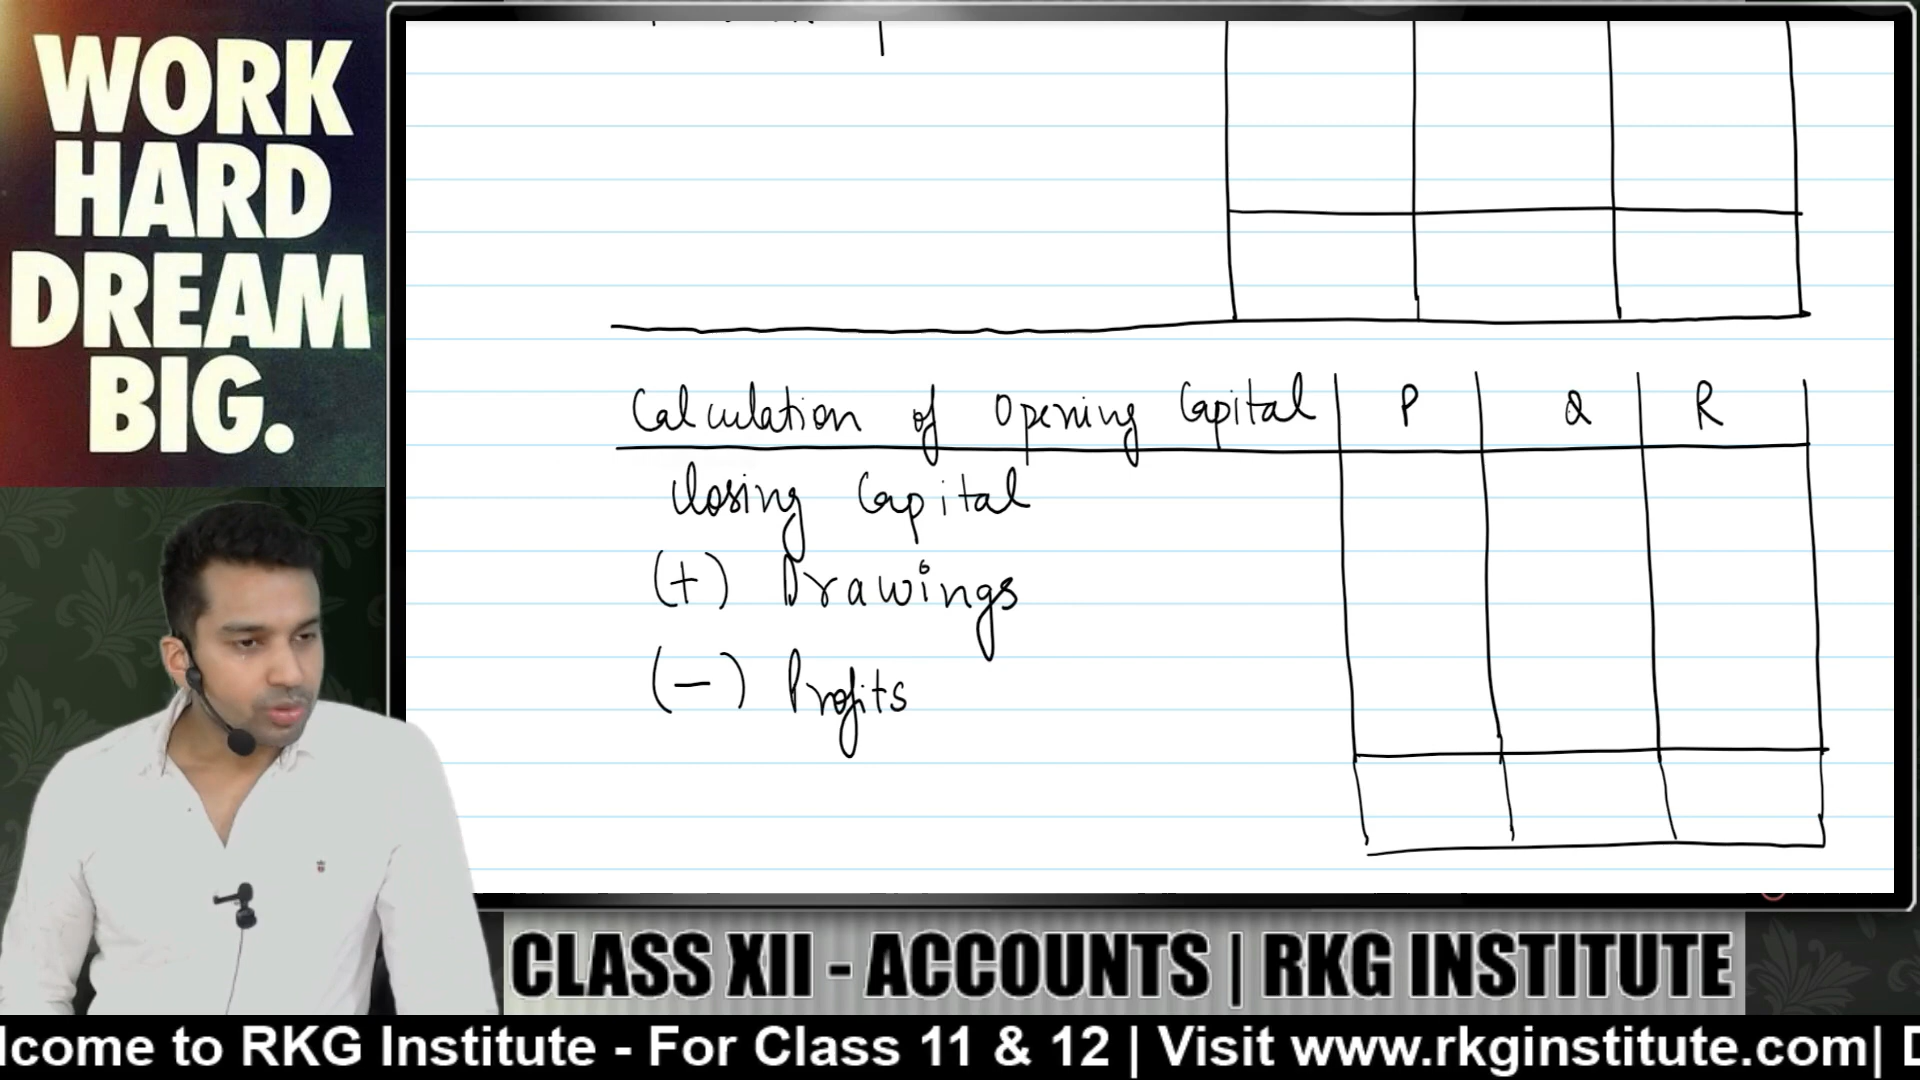 WORK
HARD
DREAM
BIG.
Calculation of Opening Capital P Q R
Closing Capital
(+) Drawings
(-) Profits
CLASS XII - ACCOUNTS | RKG INSTITUTE
lcome to RKG Institute - For Class 11 & 12 | Visit www.rkginstitute.com| D